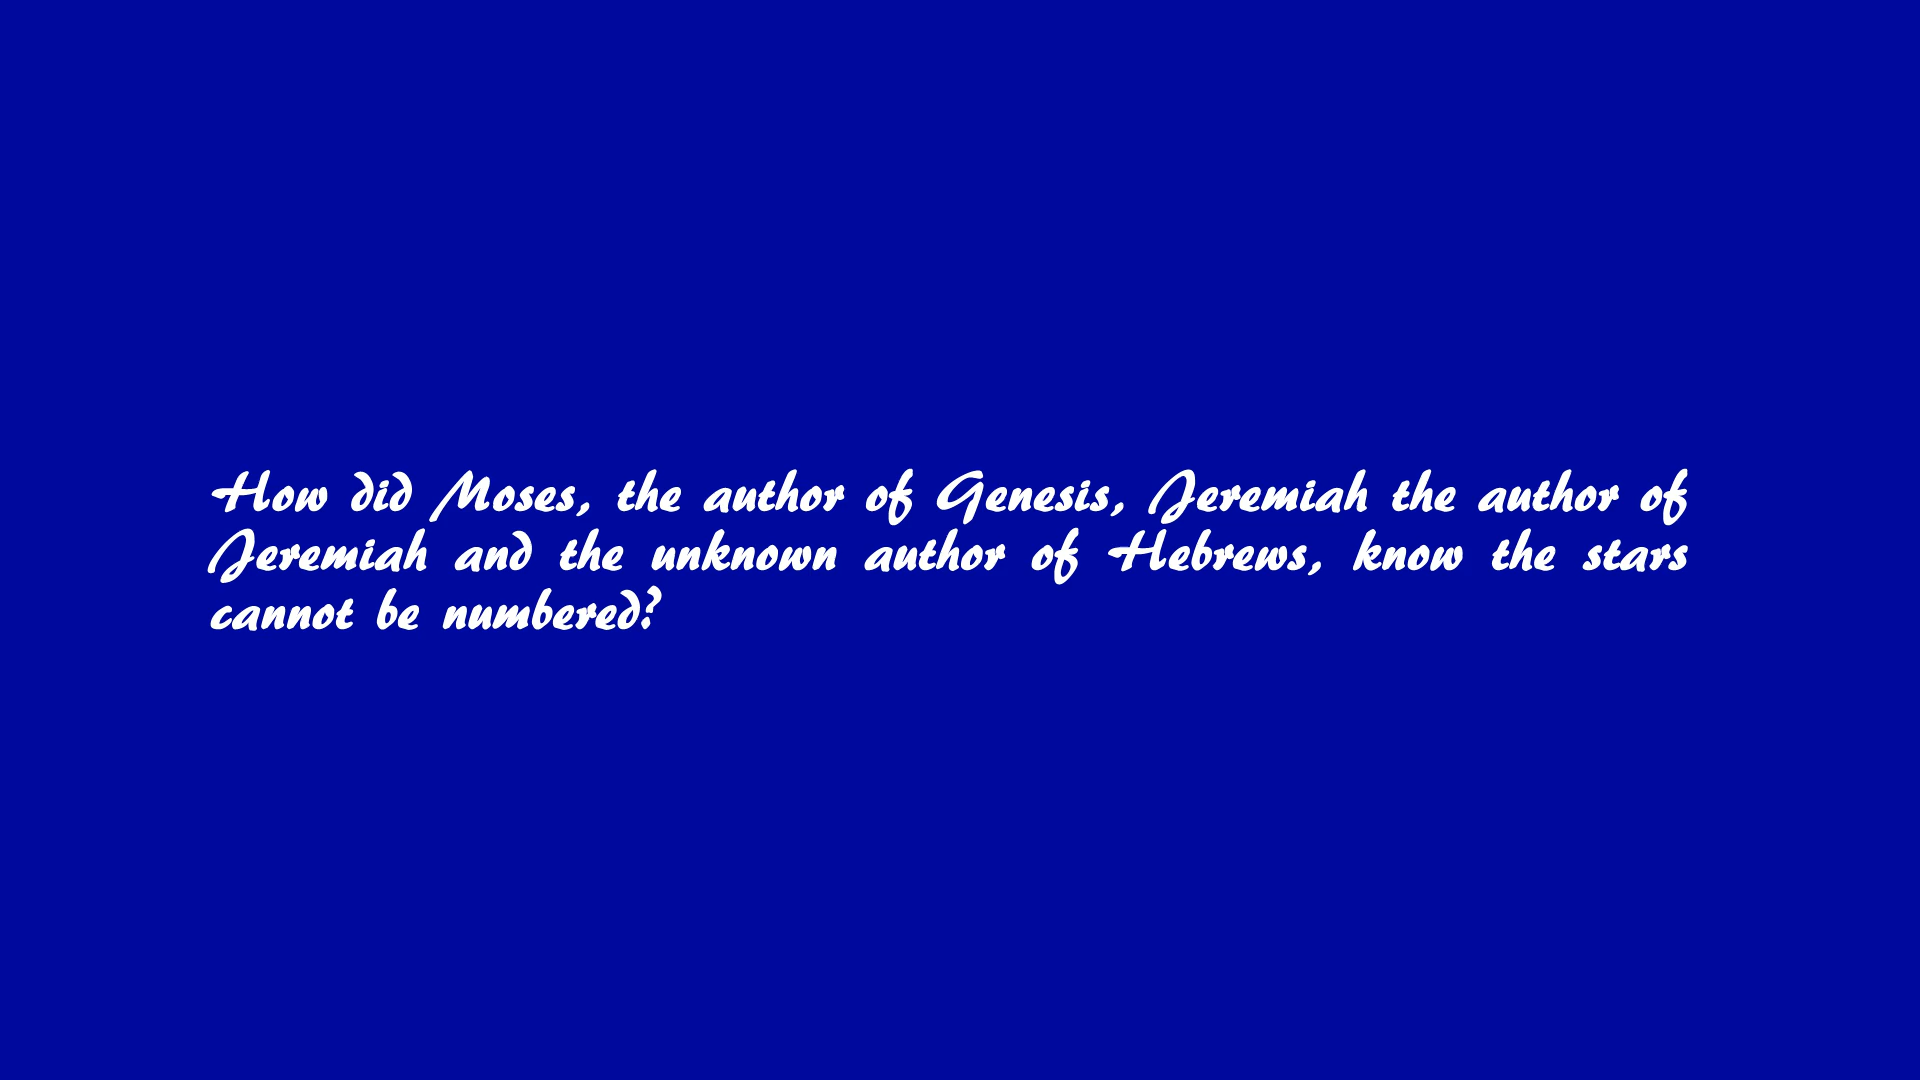 How did Moses, the author of Genesis, Jeremiah the author of
Jeremiah and the unknown author of Hebrews, know the stars
cannot be numbered?